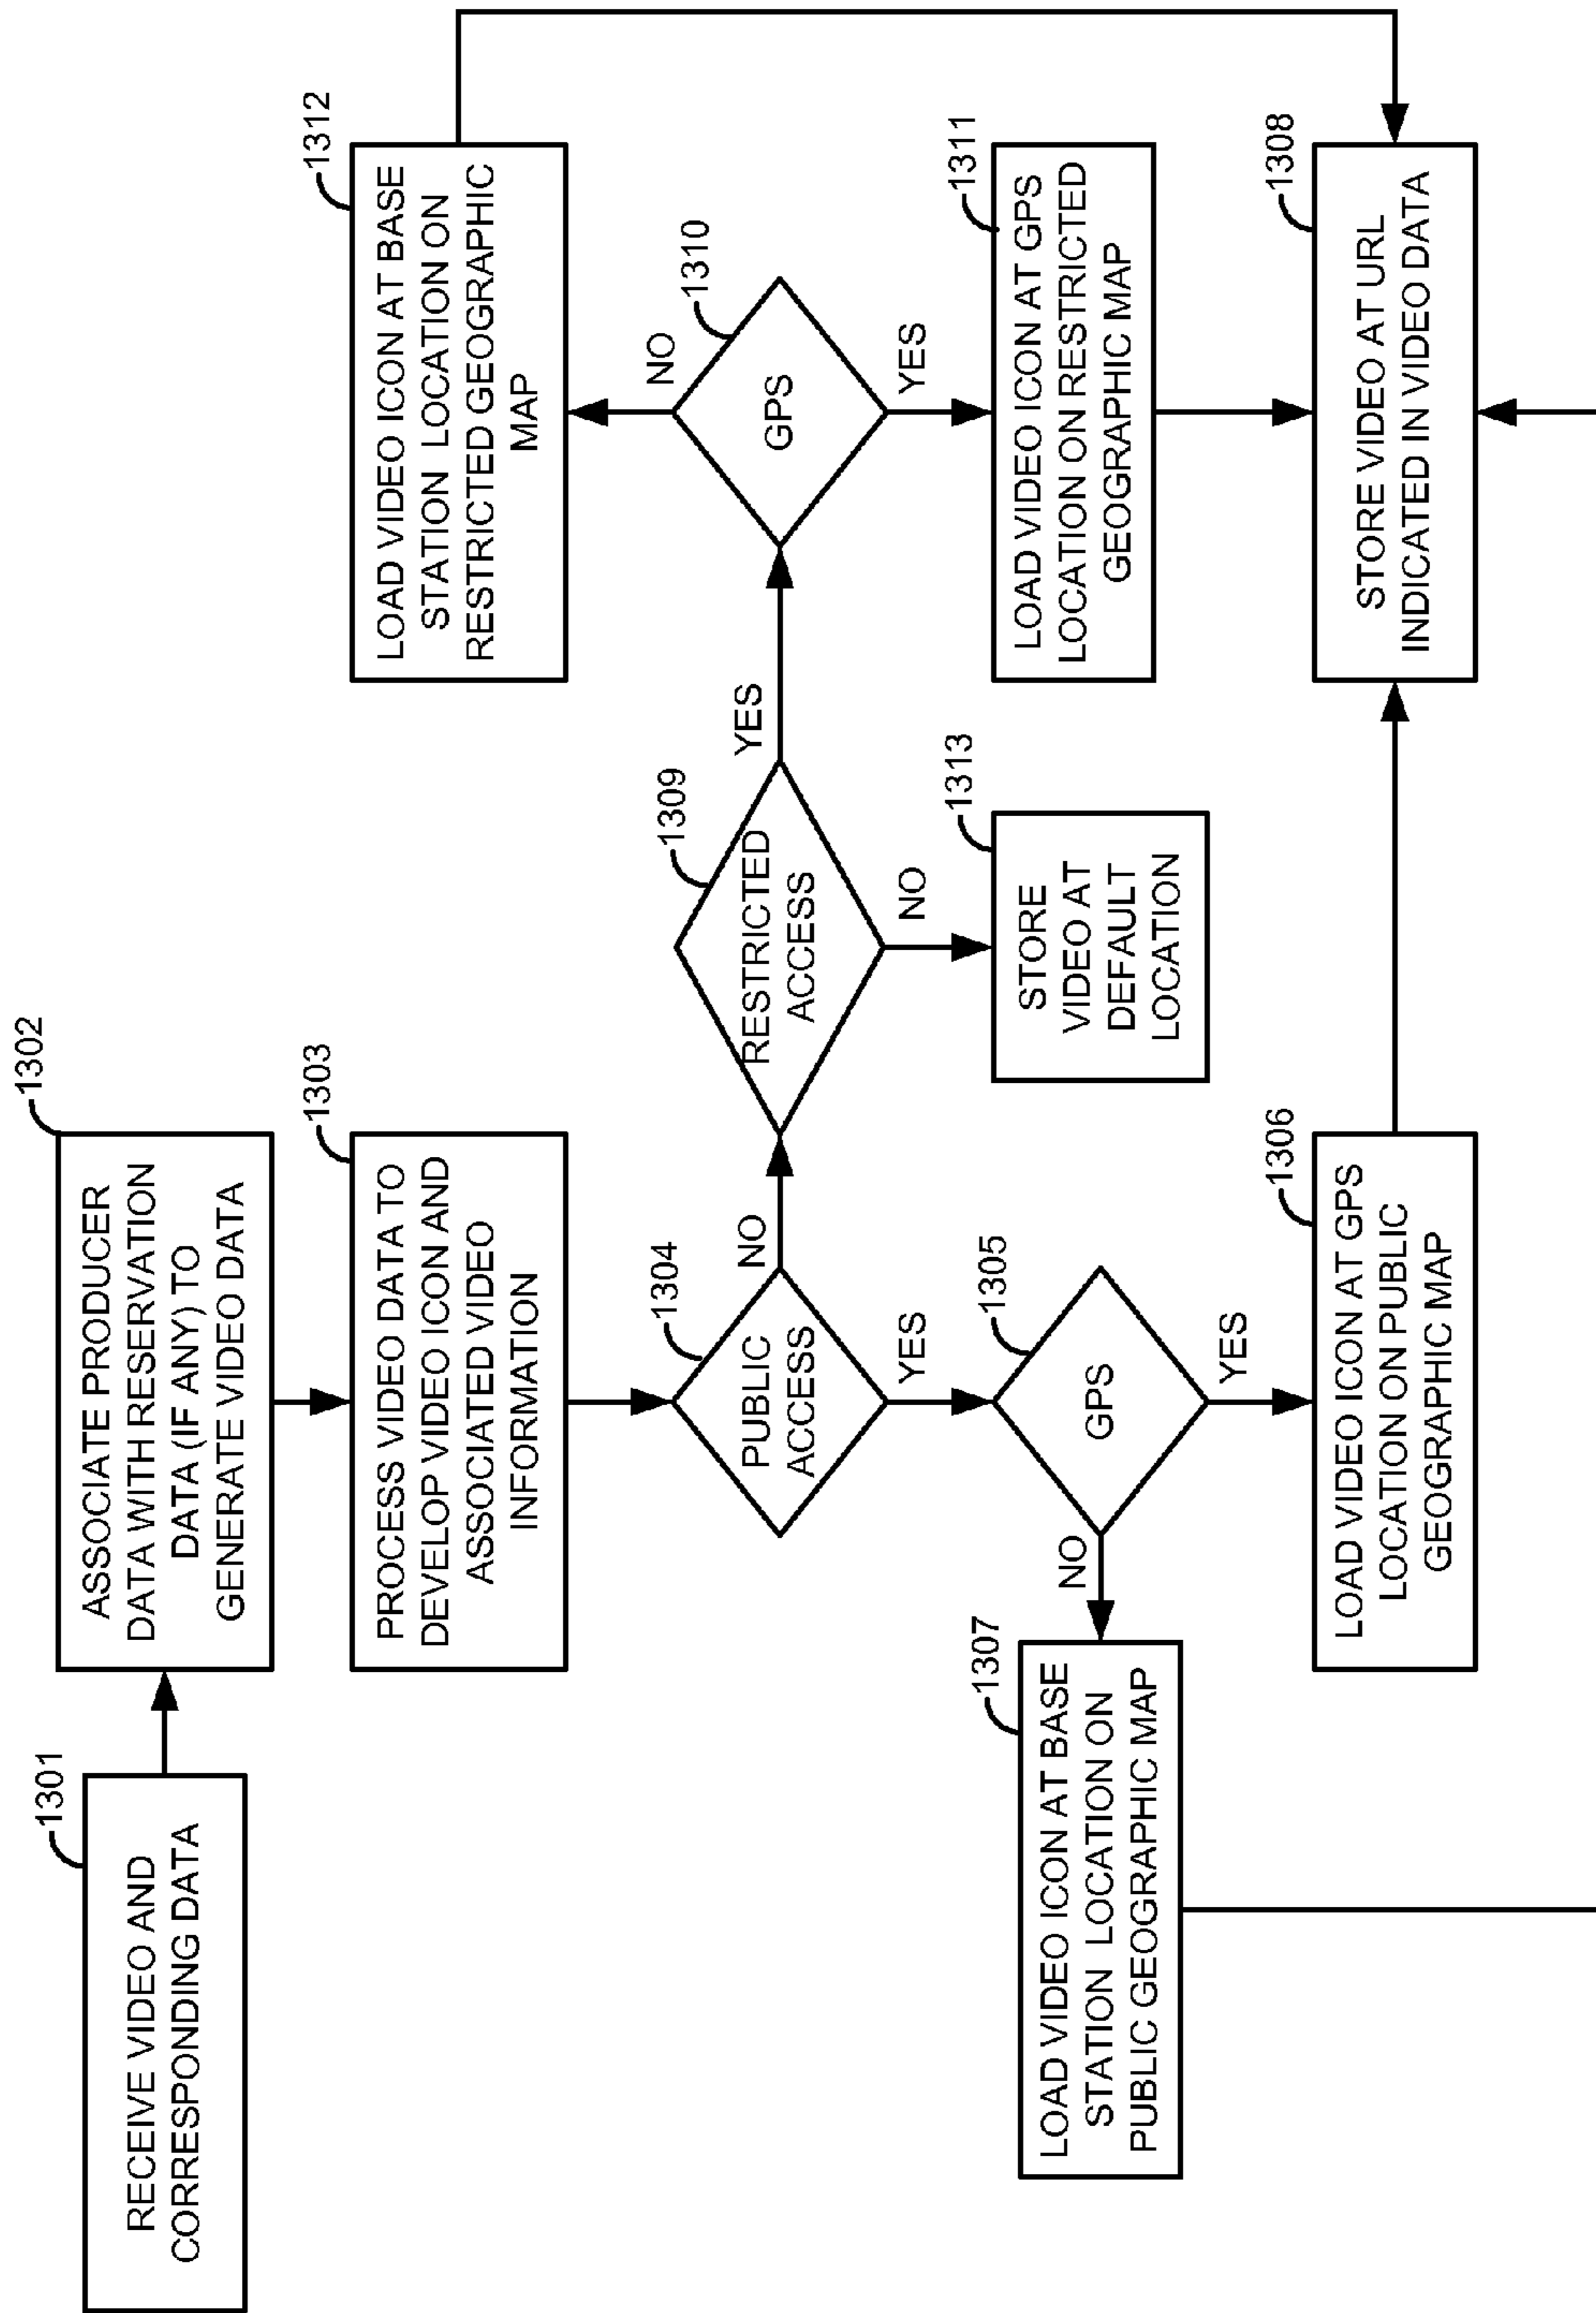 1301
RECEIVE VIDEO AND
CORRESPONDING DATA
1302
ASSOCIATE PRODUCER
DATA WITH RESERVATION
DATA (IF ANY) TO
GENERATE VIDEO DATA
1303
PROCESS VIDEO DATA TO
DEVELOP VIDEO ICON AND
ASSOCIATED VIDEO
INFORMATION
1304
PUBLIC
ACCESS
NO
YES
1305
GPS
NO
YES
1306
LOAD VIDEO ICON AT GPS
LOCATION ON PUBLIC
GEOGRAPHIC MAP
1307
LOAD VIDEO ICON AT BASE
STATION LOCATION ON
PUBLIC GEOGRAPHIC MAP
1308
STORE VIDEO AT URL
INDICATED IN VIDEO DATA
1309
RESTRICTED
ACCESS
YES
NO
1310
GPS
NO
YES
1311
LOAD VIDEO ICON AT GPS
LOCATION ON RESTRICTED
GEOGRAPHIC MAP
1312
LOAD VIDEO ICON AT BASE
STATION LOCATION ON
RESTRICTED GEOGRAPHIC
MAP
1313
STORE
VIDEO AT
DEFAULT
LOCATION